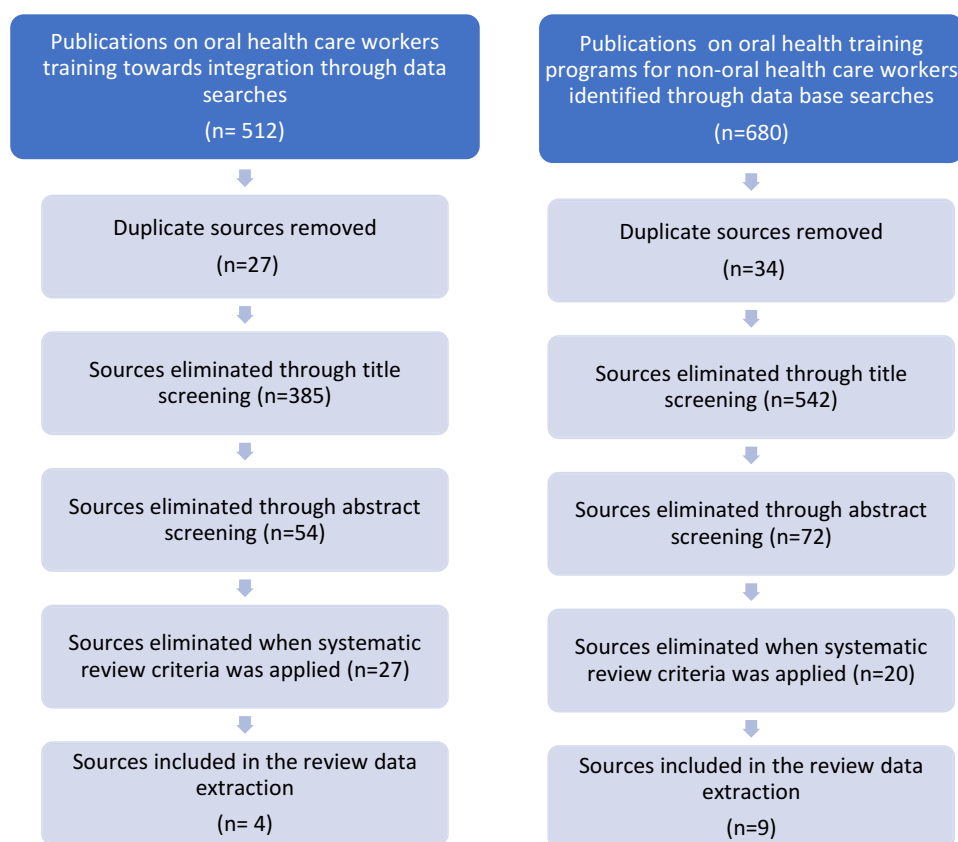 Publications on oral health care workers
training towards integration through data
searches
(n= 512)
Duplicate sources removed
(n=27)
Sources eliminated through title
screening (n=385)
Sources eliminated through abstract
screening (n=54)
Sources eliminated when systematic
review criteria was applied (n=27)
Sources included in the review data
extraction
(n= 4)
Publications on oral health training
programs for non-oral health care workers
identified through data base searches
(n=680)
Duplicate sources removed
(n=34)
Sources eliminated through title
screening (n=542)
Sources eliminated through abstract
screening (n=72)
Sources eliminated when systematic
review criteria was applied (n=20)
Sources included in the review data
extraction
(n=9)